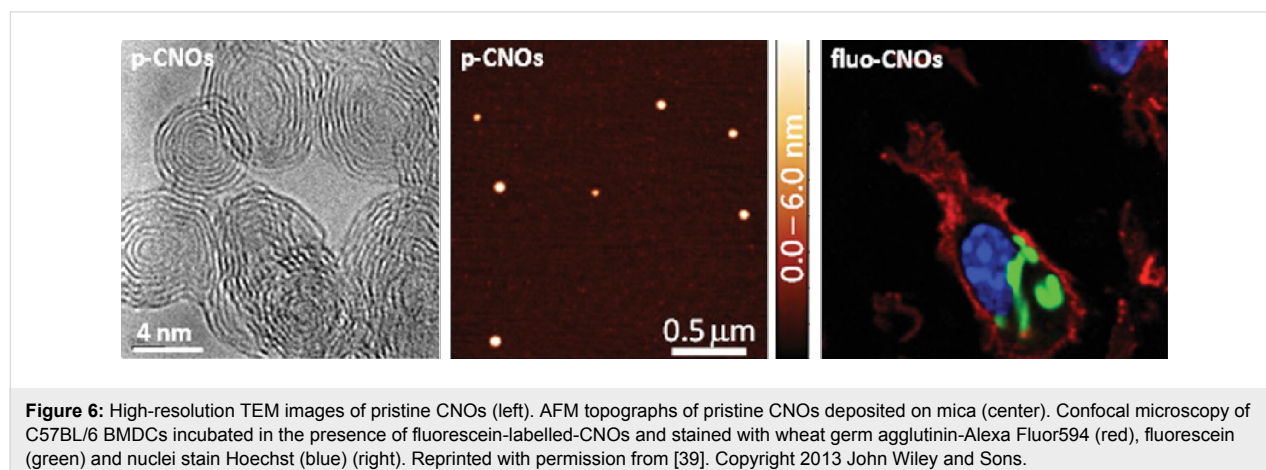 p-CNOs
4 nm
p-CNOs
0.5 μm
0.0 – 6.0 nm
fluo-CNOs
Figure 6: High-resolution TEM images of pristine CNOs (left). AFM topographs of pristine CNOs deposited on mica (center). Confocal microscopy of
C57BL/6 BMDCs incubated in the presence of fluorescein-labelled-CNOs and stained with wheat germ agglutinin-Alexa Fluor594 (red), fluorescein
(green) and nuclei stain Hoechst (blue) (right). Reprinted with permission from [39]. Copyright 2013 John Wiley and Sons.